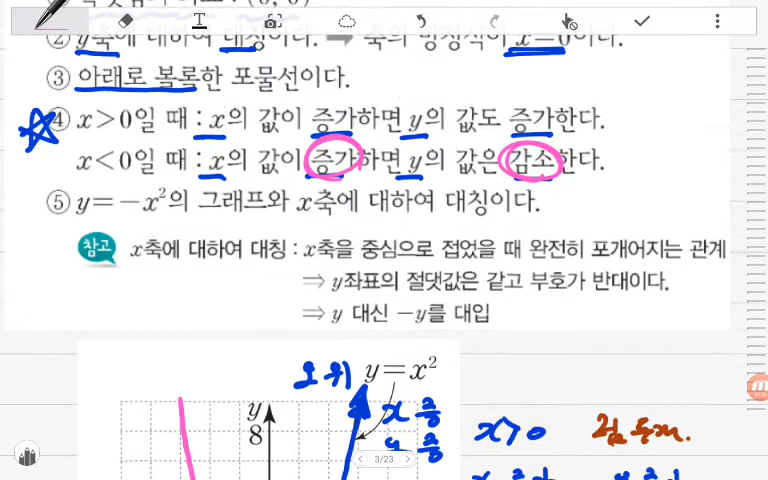 ② y축에 대하여 대칭이다. ➡ 축의 방정식이 x=0이다.
③ 아래로 볼록한 포물선이다.
④ x>0일 때 : x의 값이 증가하면 y의 값도 증가한다.
x<0일 때 : x의 값이 증가하면 y의 값은 감소한다.
⑤ y=-x²의 그래프와 x축에 대하여 대칭이다.
참고 x축에 대하여 대칭 : x축을 중심으로 접었을 때 완전히 포개어지는 관계
⇒ y좌표의 절댓값은 같고 부호가 반대이다.
⇒ y 대신 -y를 대입
오위 y=x²
y x 증
8 y 증
x>0
3/23